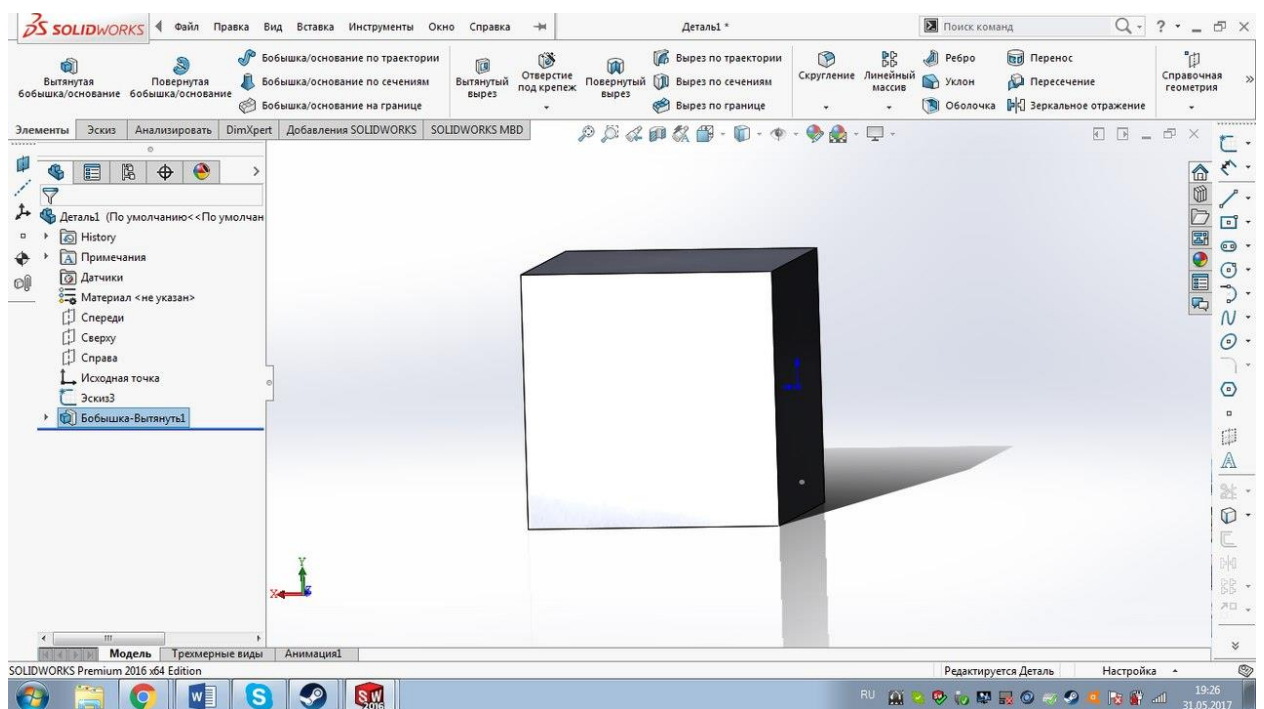 SOLIDWORKS Файл Правка Вид Вставка Инструменты Окно Справка Деталь1 * Поиск команд ?
Вытянутая бобышка/основание
Повернутая бобышка/основание
Бобышка/основание по траектории
Бобышка/основание по сечениям
Бобышка/основание на границе
Вытянутый вырез
Отверстие под крепеж
Повернутый вырез
Вырез по траектории
Вырез по сечениям
Вырез по границе
Скругление
Линейный массив
Ребро
Уклон
Оболочка
Перенос
Пересечение
Зеркальное отражение
Справочная геометрия
Элементы Эскиз Анализировать DimXpert Добавления SOLIDWORKS SOLIDWORKS MBD
Деталь1 (По умолчанию<<По умолчан
History
Примечания
Датчики
Материал <не указан>
Спереди
Сверху
Справа
Исходная точка
Эскиз3
Бобышка-Вытянуть1
Y
X
Z
Модель Трехмерные виды Анимация1
SOLIDWORKS Premium 2016 x64 Edition Редактируется Деталь Настройка
W S SW 2016 RU 19:26
31.05.2017